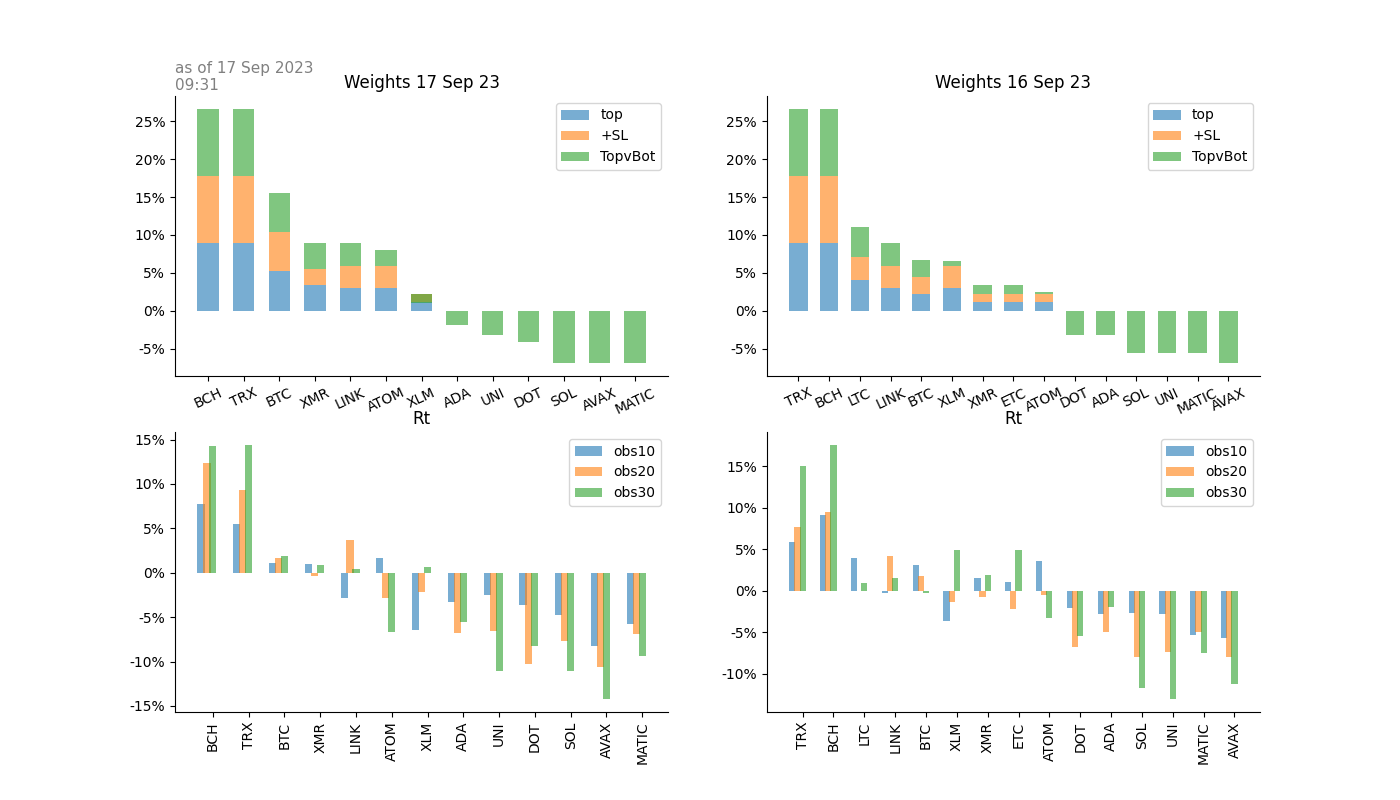 as of 17 Sep 2023
09:31
Weights 17 Sep 23
25%
20%
15%
10%
5%
0%
-5%
top
+SL
TopvBot
BCH
TRX
BTC
XMR
LINK
ATOM
XLM
ADA
UNI
DOT
SOL
AVAX
MATIC
Weights 16 Sep 23
25%
20%
15%
10%
5%
0%
-5%
top
+SL
TopvBot
TRX
BCH
LTC
LINK
BTC
XLM
XMR
ETC
ATOM
DOT
ADA
SOL
UNI
MATIC
AVAX
Rt
15%
10%
5%
0%
-5%
-10%
-15%
obs10
obs20
obs30
BCH
TRX
BTC
XMR
LINK
ATOM
XLM
ADA
UNI
DOT
SOL
AVAX
MATIC
Rt
15%
10%
5%
0%
-5%
-10%
obs10
obs20
obs30
TRX
BCH
LTC
LINK
BTC
XLM
XMR
ETC
ATOM
DOT
ADA
SOL
UNI
MATIC
AVAX